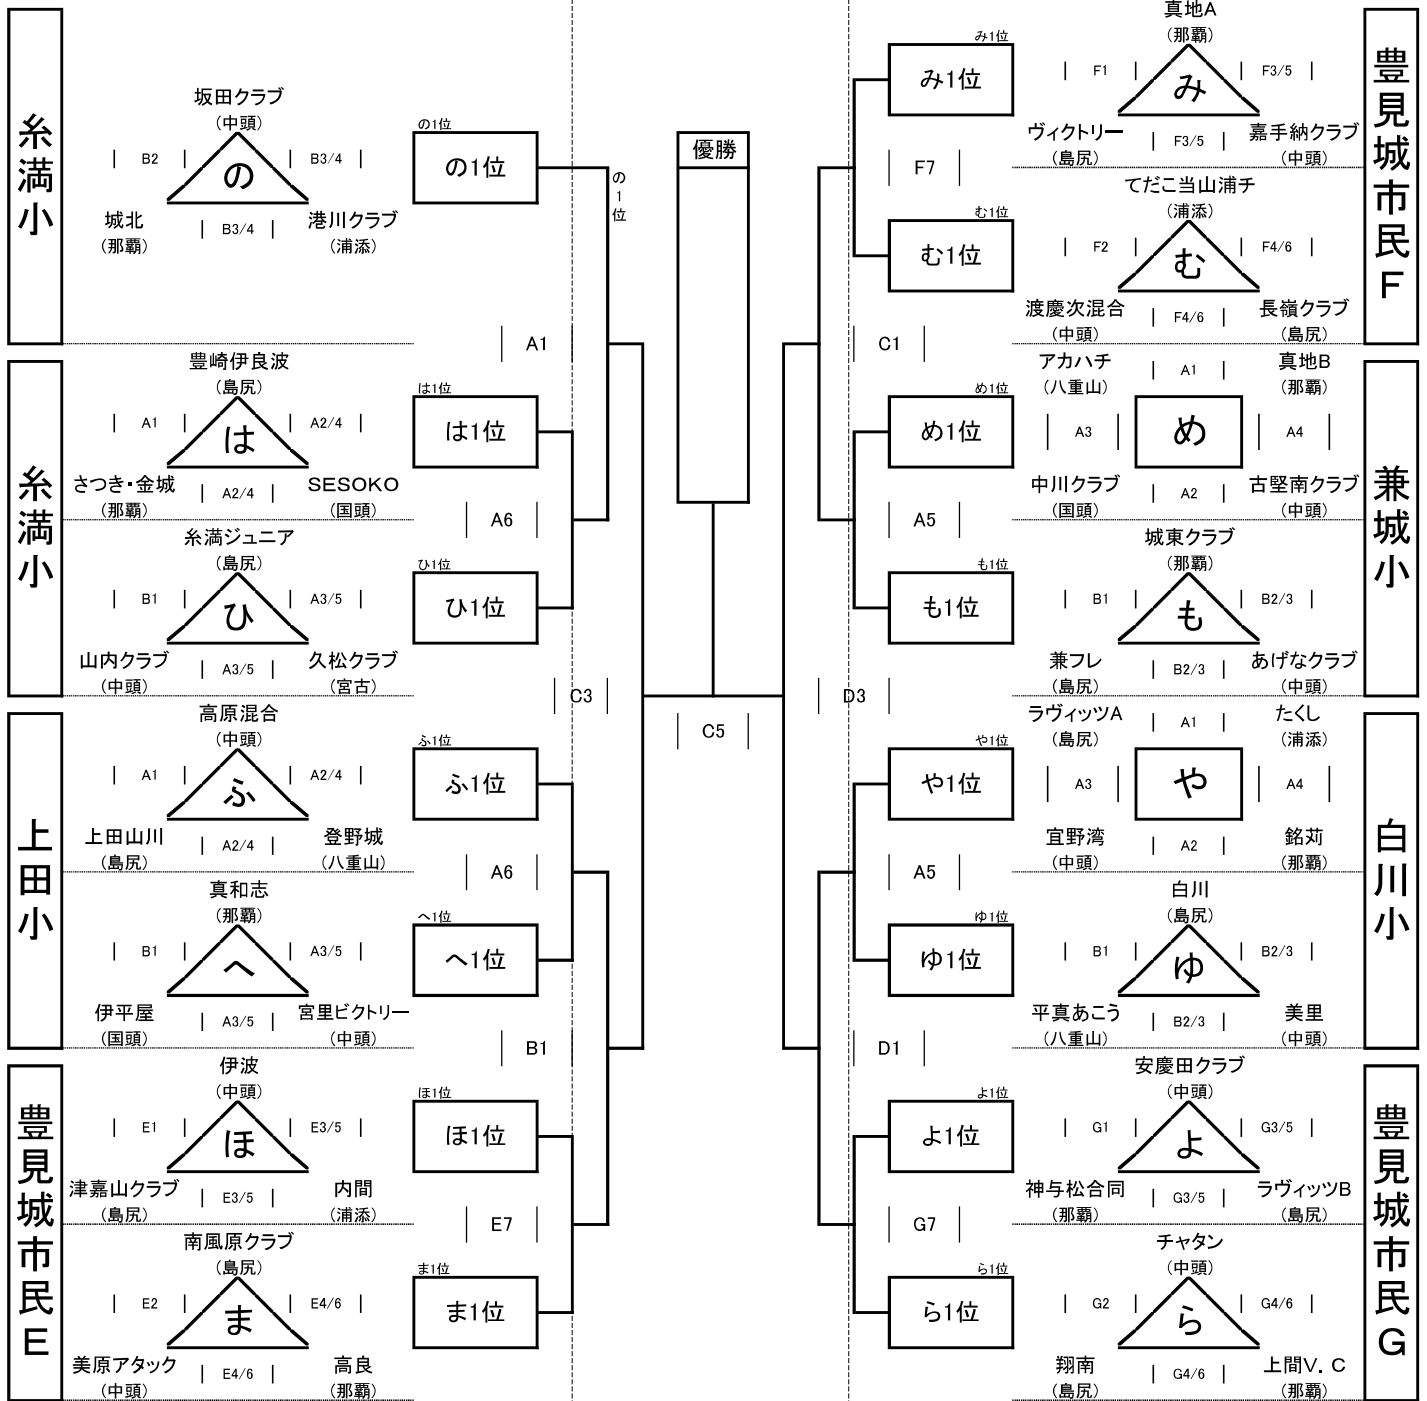 糸満小
坂田クラブ
(中頭)
B2
の
B3/4
城北
(那覇)
B3/4
港川クラブ
(浦添)
の1位
の1位
の1位
A1
糸満小
豊崎伊良波
(島尻)
A1
は
A2/4
さつき・金城
(那覇)
A2/4
SESOKO
(国頭)
は1位
は1位
A6
糸満ジュニア
(島尻)
B1
ひ
A3/5
山内クラブ
(中頭)
A3/5
久松クラブ
(宮古)
ひ1位
ひ1位
C3
上田小
高原混合
(中頭)
A1
ふ
A2/4
上田山川
(島尻)
A2/4
登野城
(八重山)
ふ1位
ふ1位
A6
真和志
(那覇)
B1
へ
A3/5
伊平屋
(国頭)
A3/5
宮里ビクトリー
(中頭)
へ1位
へ1位
B1
豊見城市民E
伊波
(中頭)
E1
ほ
E3/5
津嘉山クラブ
(島尻)
E3/5
内間
(浦添)
ほ1位
ほ1位
E7
南風原クラブ
(島尻)
E2
ま
E4/6
美原アタック
(中頭)
E4/6
高良
(那覇)
ま1位
ま1位
優勝
C5
み1位
み1位
真地A
(那覇)
F1
み
F3/5
ヴィクトリー
(島尻)
F3/5
嘉手納クラブ
(中頭)
豊見城市民F
F7
む1位
む1位
てだこ当山浦チ
(浦添)
F2
む
F4/6
渡慶次混合
(中頭)
F4/6
長嶺クラブ
(島尻)
C1
め1位
め1位
アカハチ
(八重山)
A1
真地B
(那覇)
A3
め
A4
中川クラブ
(国頭)
A2
古堅南クラブ
(中頭)
兼城小
A5
も1位
も1位
城東クラブ
(那覇)
B1
も
B2/3
兼フレ
(島尻)
B2/3
あげなクラブ
(中頭)
D3
や1位
や1位
ラヴィッツA
(島尻)
A1
たくし
(浦添)
A3
や
A4
宜野湾
(中頭)
A2
銘苅
(那覇)
白川小
A5
ゆ1位
ゆ1位
白川
(島尻)
B1
ゆ
B2/3
平真あこう
(八重山)
B2/3
美里
(中頭)
D1
よ1位
よ1位
安慶田クラブ
(中頭)
G1
よ
G3/5
神与松合同
(那覇)
G3/5
ラヴィッツB
(島尻)
豊見城市民G
G7
ら1位
ら1位
チャタン
(中頭)
G2
ら
G4/6
翔南
(島尻)
G4/6
上間V.C
(那覇)